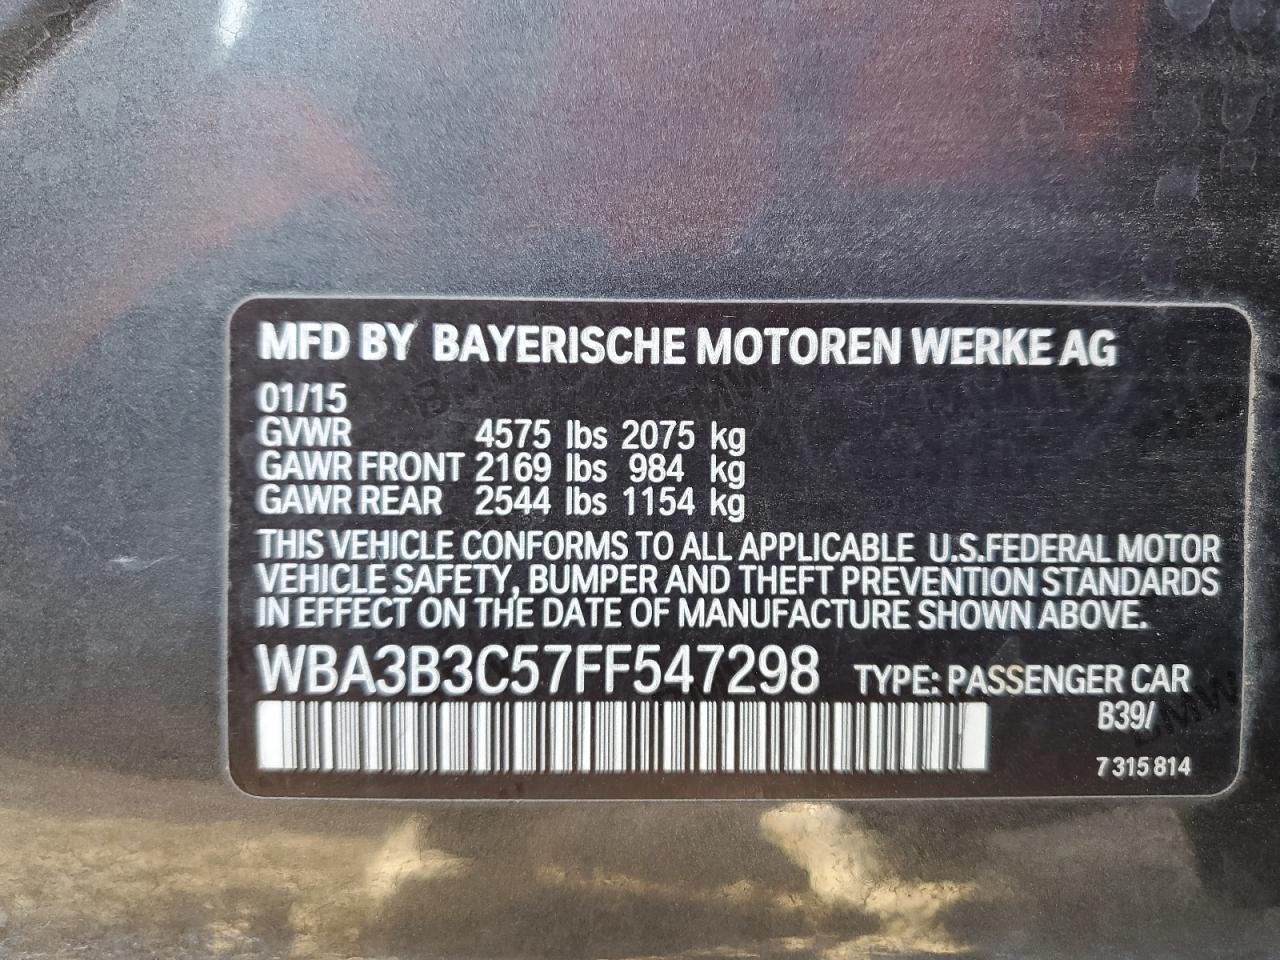 MFD BY BAYERISCHE MOTOREN WERKE AG
01/15
GVWR 4575 lbs 2075 kg
GAWR FRONT 2169 lbs 984 kg
GAWR REAR 2544 lbs 1154 kg
THIS VEHICLE CONFORMS TO ALL APPLICABLE U.S.FEDERAL MOTOR
VEHICLE SAFETY, BUMPER AND THEFT PREVENTION STANDARDS
IN EFFECT ON THE DATE OF MANUFACTURE SHOWN ABOVE.
WBA3B3C57FF547298 TYPE: PASSENGER CAR
B39/
7 315 814